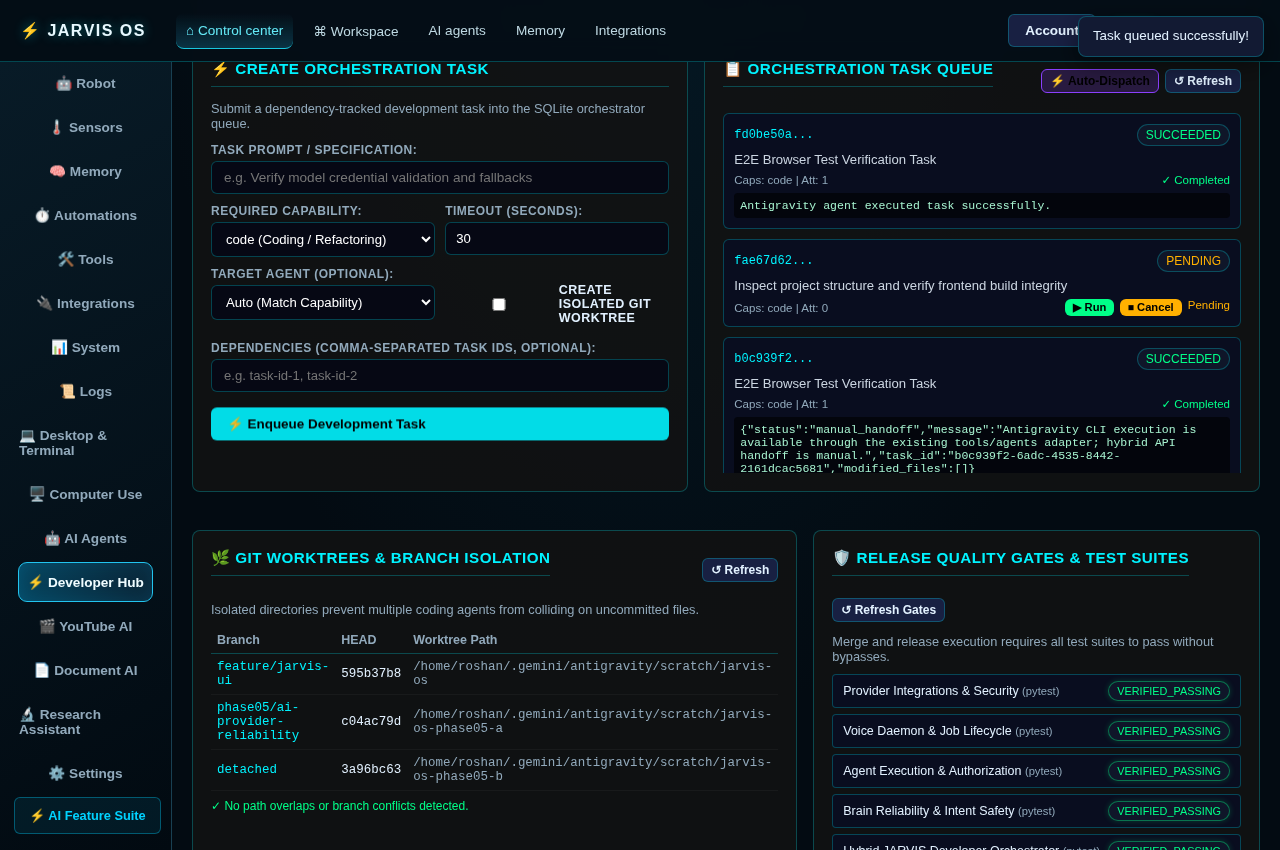 ⚡ JARVIS OS
⌂ Control center
⌘ Workspace
AI agents
Memory
Integrations
Account
Task queued successfully!
🤖 Robot
🌡️ Sensors
🧠 Memory
⏱️ Automations
🛠️ Tools
🔌 Integrations
📊 System
📜 Logs
💻 Desktop &
Terminal
🖥️ Computer Use
🤖 AI Agents
⚡ Developer Hub
🎬 YouTube AI
📄 Document AI
🔬 Research
Assistant
⚙️ Settings
⚡ AI Feature Suite
⚡ CREATE ORCHESTRATION TASK
Submit a dependency-tracked development task into the SQLite orchestrator
queue.
TASK PROMPT / SPECIFICATION:
e.g. Verify model credential validation and fallbacks
REQUIRED CAPABILITY:
TIMEOUT (SECONDS):
code (Coding / Refactoring)
30
TARGET AGENT (OPTIONAL):
Auto (Match Capability)
CREATE
ISOLATED GIT
WORKTREE
DEPENDENCIES (COMMA-SEPARATED TASK IDS, OPTIONAL):
e.g. task-id-1, task-id-2
⚡ Enqueue Development Task
📋 ORCHESTRATION TASK QUEUE
⚡ Auto-Dispatch
↺ Refresh
fd0be50a...
SUCCEEDED
E2E Browser Test Verification Task
Caps: code | Att: 1
✓ Completed
Antigravity agent executed task successfully.
fae67d62...
PENDING
Inspect project structure and verify frontend build integrity
Caps: code | Att: 0
▶ Run
■ Cancel
Pending
b0c939f2...
SUCCEEDED
E2E Browser Test Verification Task
Caps: code | Att: 1
✓ Completed
{"status":"manual_handoff","message":"Antigravity CLI execution is
available through the existing tools/agents adapter; hybrid API
handoff is manual.","task_id":"b0c939f2-6adc-4535-8442-
2161dcac5681","modified_files":[]}
🌿 GIT WORKTREES & BRANCH ISOLATION
↺ Refresh
Isolated directories prevent multiple coding agents from colliding on uncommitted files.
Branch
HEAD
Worktree Path
feature/jarvis-
ui
595b37b8
/home/roshan/.gemini/antigravity/scratch/jarvis-
os
phase05/ai-
provider-
reliability
c04ac79d
/home/roshan/.gemini/antigravity/scratch/jarvis-
os-phase05-a
detached
3a96bc63
/home/roshan/.gemini/antigravity/scratch/jarvis-
os-phase05-b
✓ No path overlaps or branch conflicts detected.
🛡️ RELEASE QUALITY GATES & TEST SUITES
↺ Refresh Gates
Merge and release execution requires all test suites to pass without
bypasses.
Provider Integrations & Security (pytest)
VERIFIED_PASSING
Voice Daemon & Job Lifecycle (pytest)
VERIFIED_PASSING
Agent Execution & Authorization (pytest)
VERIFIED_PASSING
Brain Reliability & Intent Safety (pytest)
VERIFIED_PASSING
Hybrid JARVIS Developer Orchestrator (pytest)
VERIFIED_PASSING